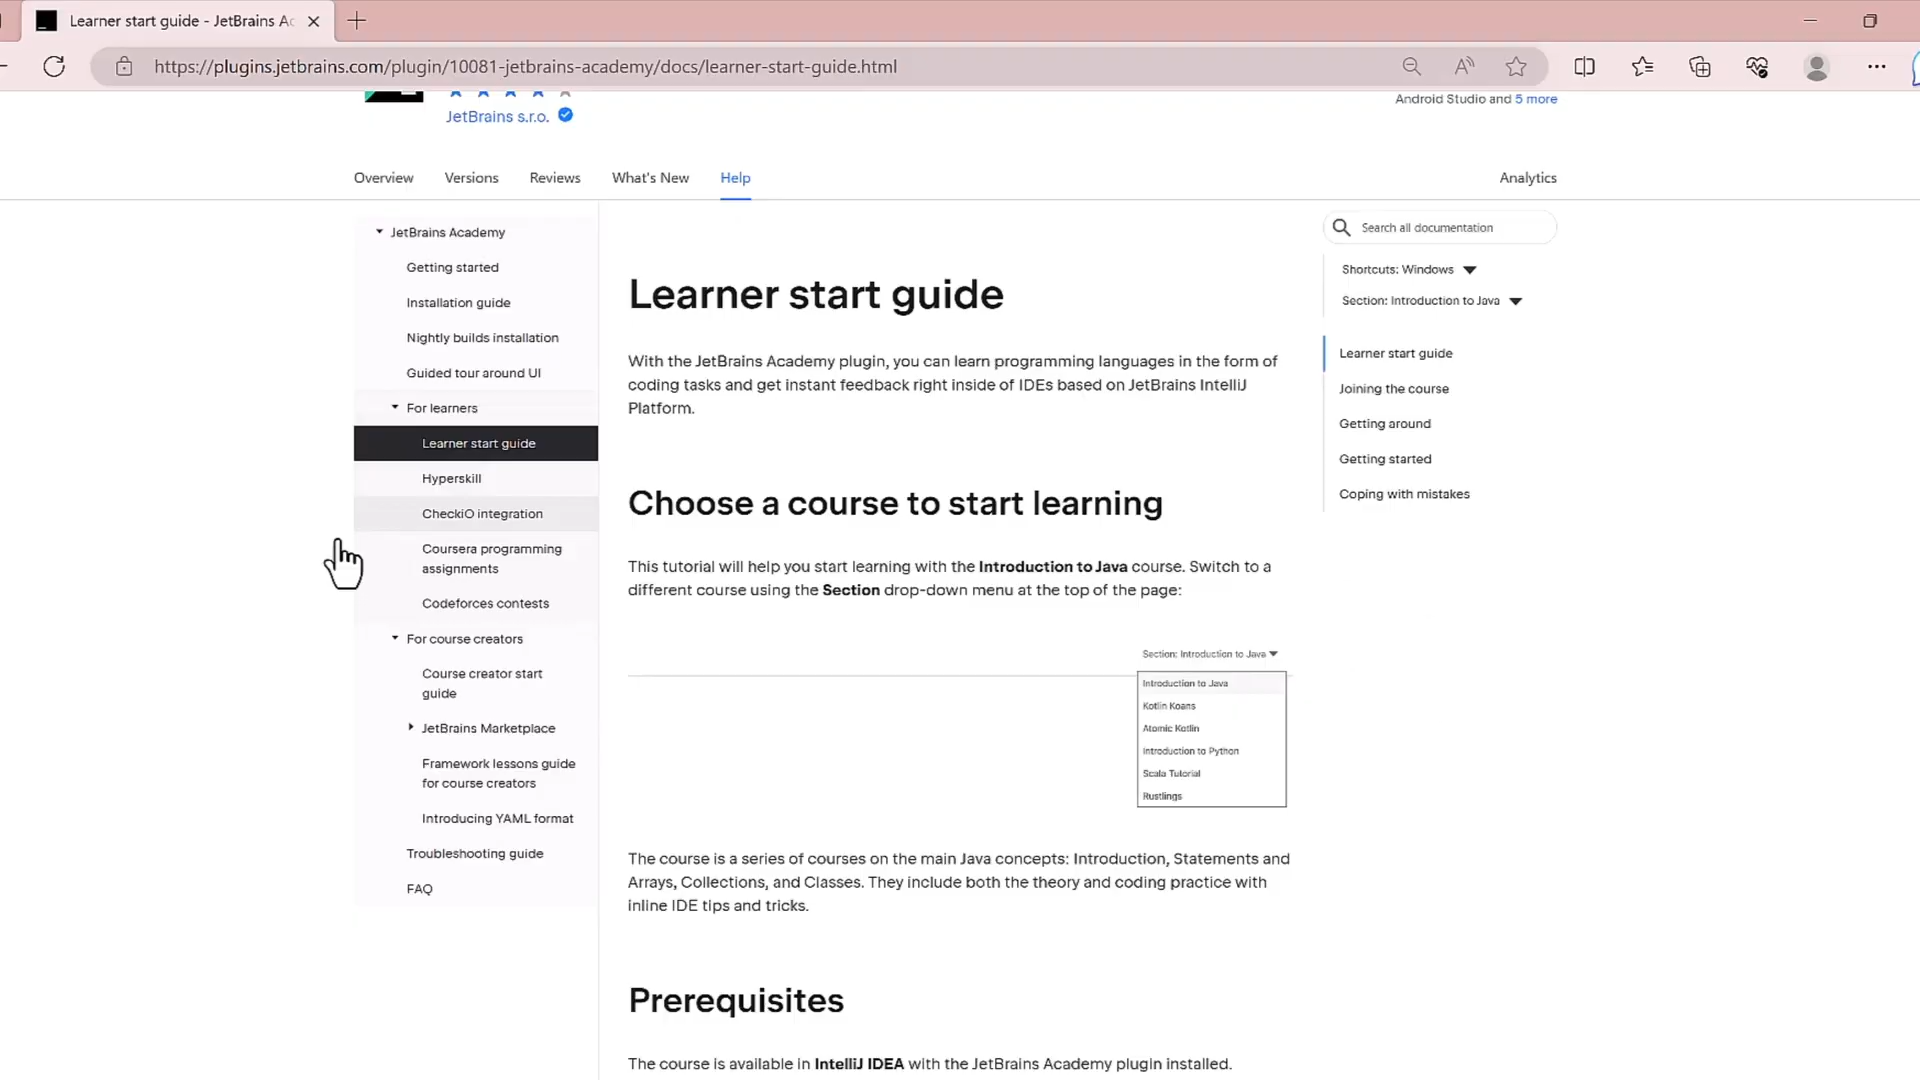 Learner start guide - JetBrains Ac
https://plugins.jetbrains.com/plugin/10081-jetbrains-academy/docs/learner-start-guide.html
JetBrains s.r.o.
Android Studio and 5 more
Overview
Versions
Reviews
What's New
Help
Analytics
JetBrains Academy
Getting started
Installation guide
Nightly builds installation
Guided tour around UI
For learners
Learner start guide
Hyperskill
CheckiO integration
Coursera programming
assignments
Codeforces contests
For course creators
Course creator start
guide
JetBrains Marketplace
Framework lessons guide
for course creators
Introducing YAML format
Troubleshooting guide
FAQ
Learner start guide
With the JetBrains Academy plugin, you can learn programming languages in the form of
coding tasks and get instant feedback right inside of IDEs based on JetBrains IntelliJ
Platform.
Choose a course to start learning
This tutorial will help you start learning with the Introduction to Java course. Switch to a
different course using the Section drop-down menu at the top of the page:
Section: Introduction to Java
Introduction to Java
Kotlin Koans
Atomic Kotlin
Introduction to Python
Scala Tutorial
Rustlings
The course is a series of courses on the main Java concepts: Introduction, Statements and
Arrays, Collections, and Classes. They include both the theory and coding practice with
inline IDE tips and tricks.
Prerequisites
The course is available in IntelliJ IDEA with the JetBrains Academy plugin installed.
Search all documentation
Shortcuts: Windows
Section: Introduction to Java
Learner start guide
Joining the course
Getting around
Getting started
Coping with mistakes